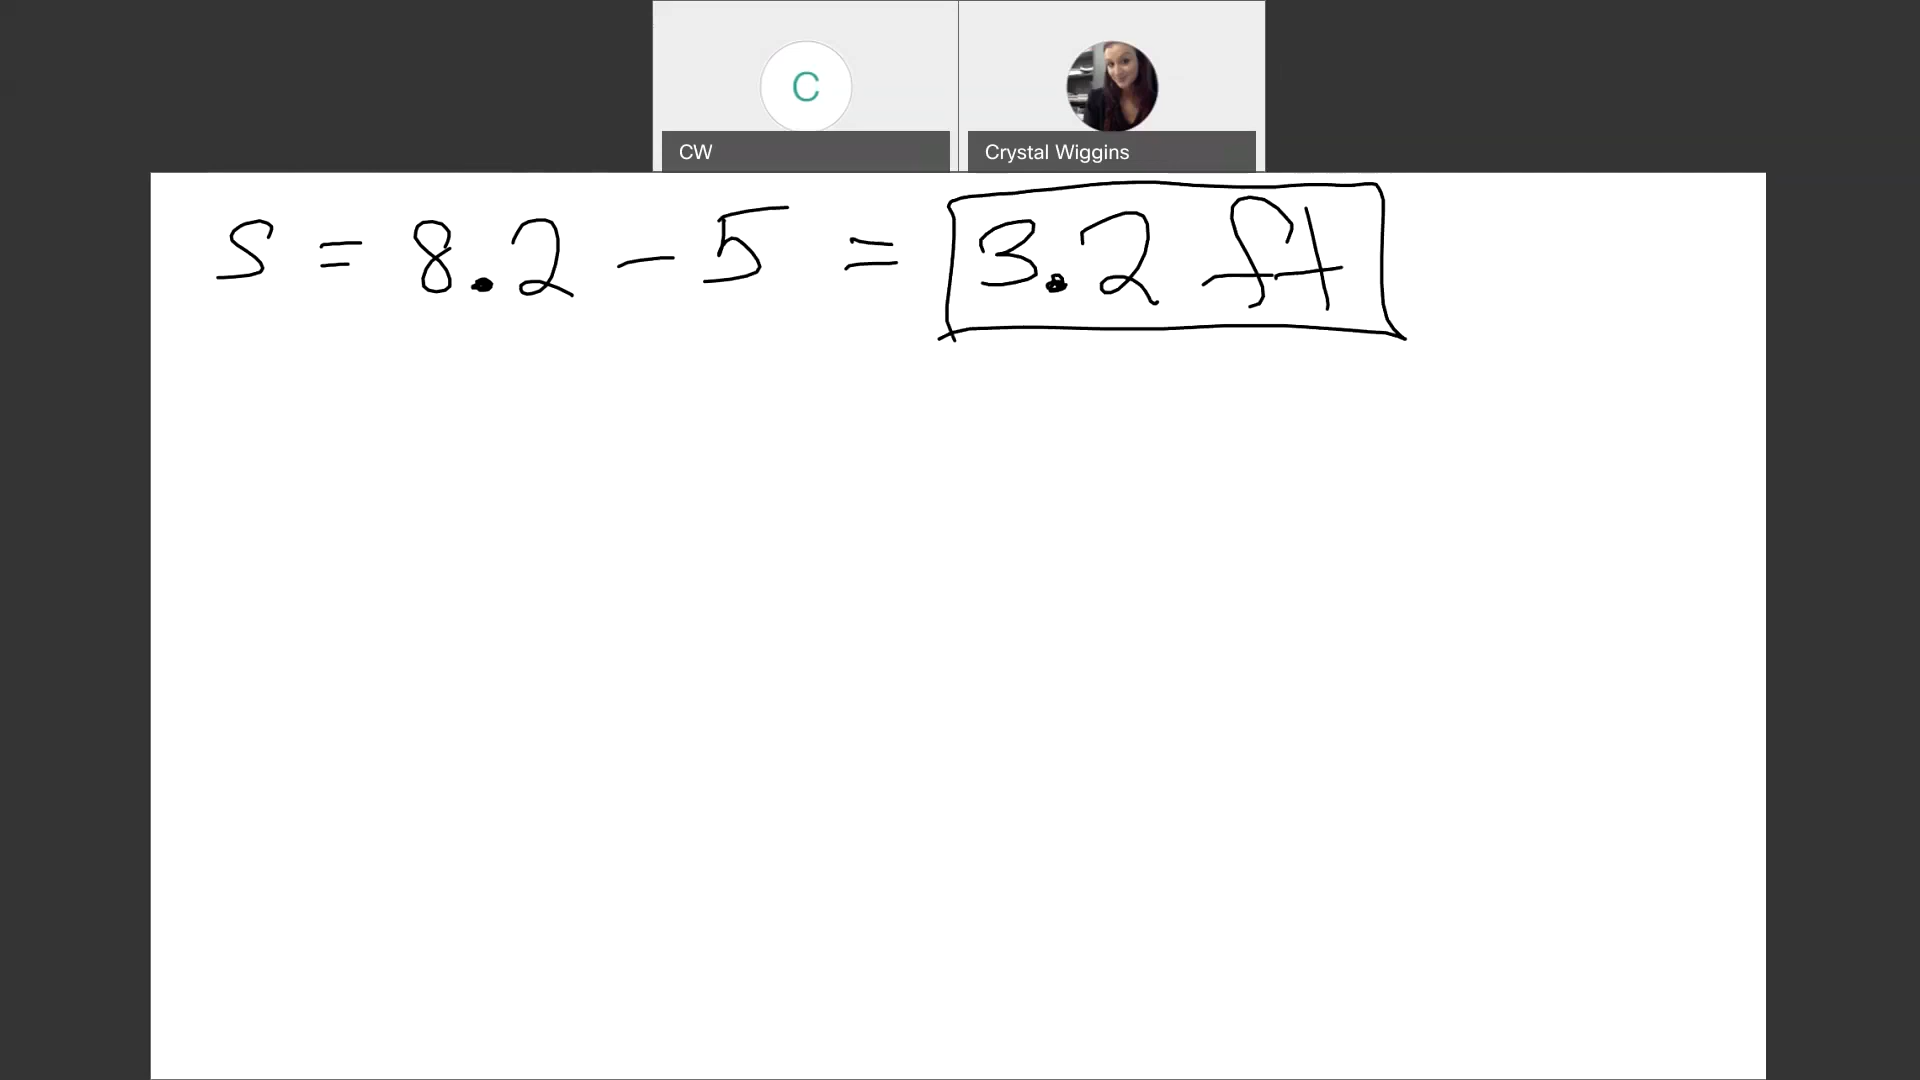 C
CW
Crystal Wiggins
S = 8.2 - 5 = 3.2 ft